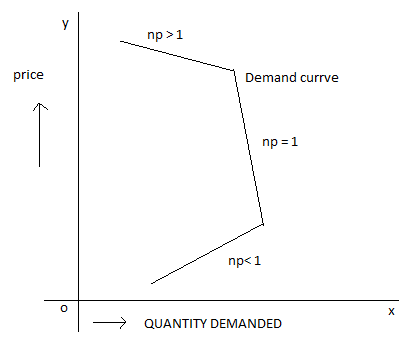 y
np > 1
price
Demand currve
np = 1
np< 1
o
x
QUANTITY DEMANDED